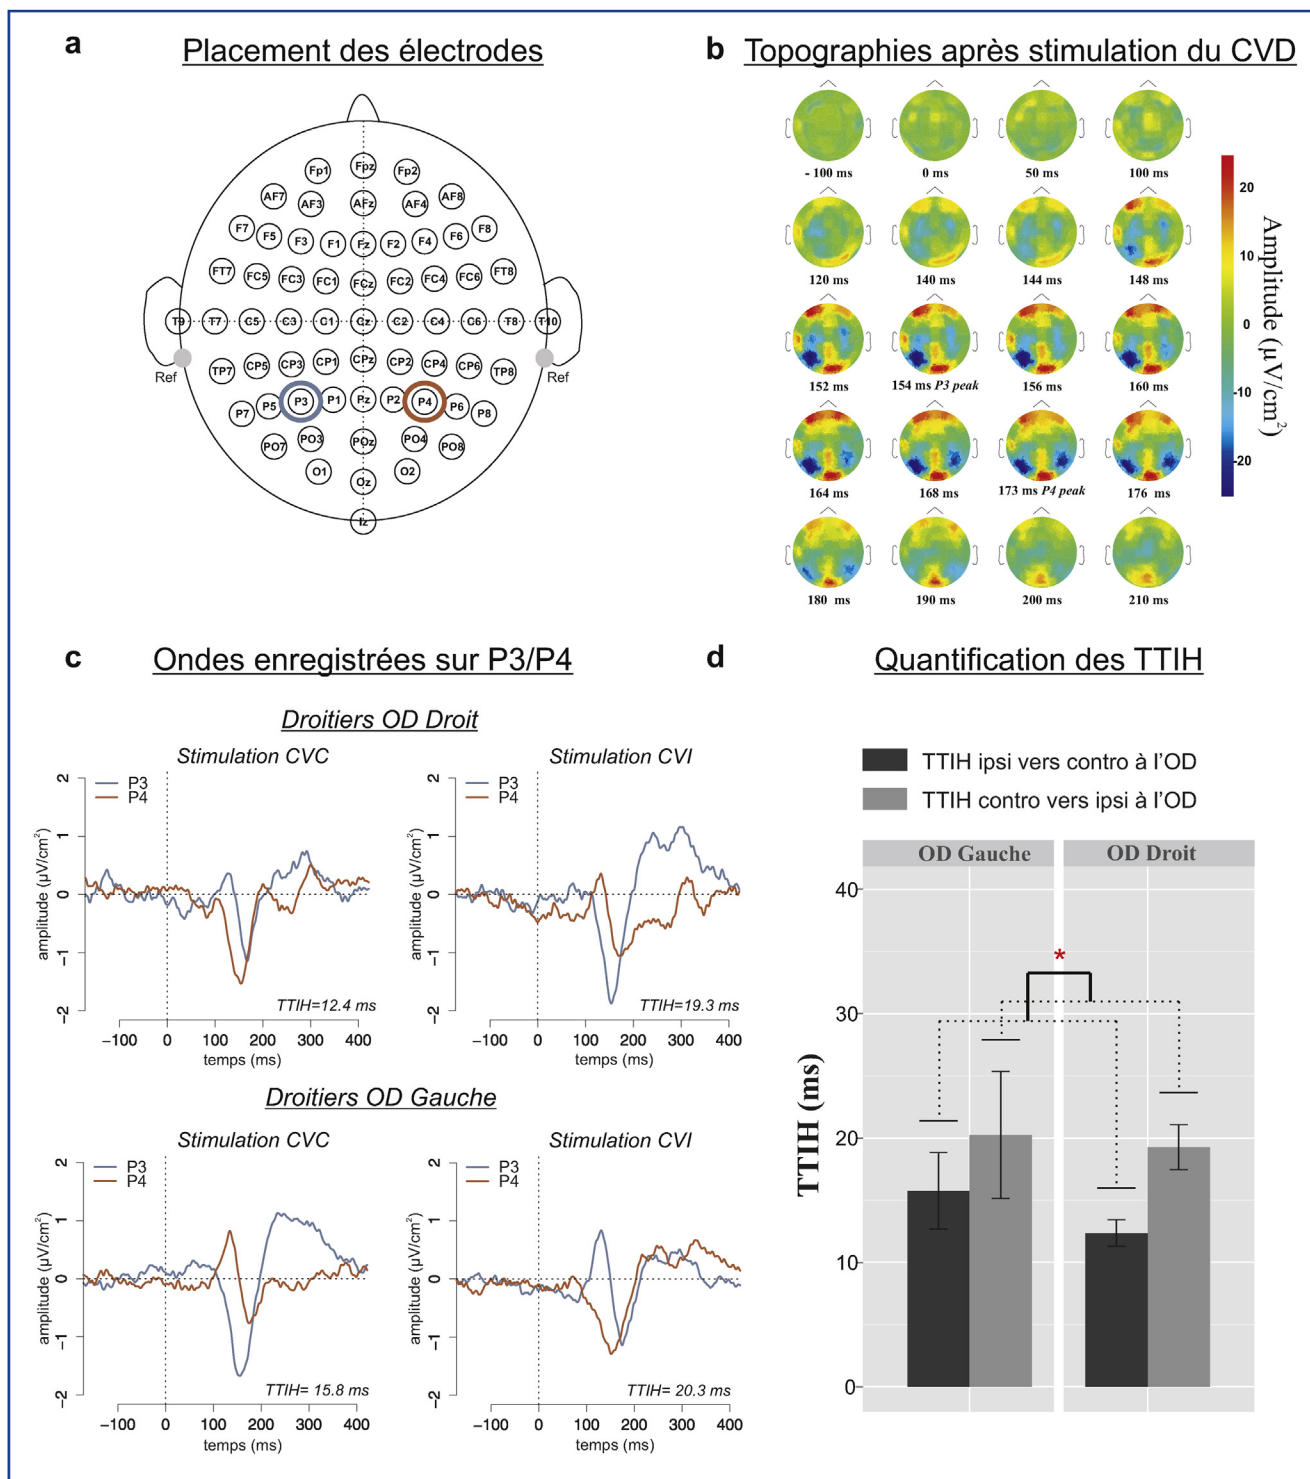 a Placement des électrodes
Fp1 Fpz Fp2
AF7 AF3 AFz AF4 AF8
F7 F5 F3 F1 Fz F2 F4 F6 F8
FT7 FC5 FC3 FC1 FCz FC2 FC4 FC6 FT8
T9 T7 C5 C3 C1 Cz C2 C4 C6 T8 T10
TP7 CP5 CP3 CP1 CPz CP2 CP4 CP6 TP8
Ref Ref
P7 P5 P3 P1 Pz P2 P4 P6 P8
PO7 PO3 POz PO4 PO8
O1 Oz O2
Iz
b Topographies après stimulation du CVD
- 100 ms 0 ms 50 ms 100 ms
120 ms 140 ms 144 ms 148 ms
152 ms 154 ms P3 peak 156 ms 160 ms
164 ms 168 ms 173 ms P4 peak 176 ms
180 ms 190 ms 200 ms 210 ms
20
10
0
-10
-20
Amplitude (µV/cm²)
c Ondes enregistrées sur P3/P4
Droitiers OD Droit
Stimulation CVC
P3
P4
amplitude (µV/cm²)
2
1
0
−1
−2
TTIH=12.4 ms
−100 0 100 200 300 400
temps (ms)
Stimulation CVI
P3
P4
amplitude (µV/cm²)
2
1
0
−1
−2
TTIH=19.3 ms
−100 0 100 200 300 400
temps (ms)
Droitiers OD Gauche
Stimulation CVC
P3
P4
amplitude (µV/cm²)
2
1
0
−1
−2
TTIH= 15.8 ms
−100 0 100 200 300 400
temps (ms)
Stimulation CVI
P3
P4
amplitude (µV/cm²)
2
1
0
−1
−2
TTIH= 20.3 ms
−100 0 100 200 300 400
temps (ms)
d Quantification des TTIH
TTIH ipsi vers contro à l'OD
TTIH contro vers ipsi à l'OD
OD Gauche OD Droit
TTIH (ms)
40
30
20
10
0
*